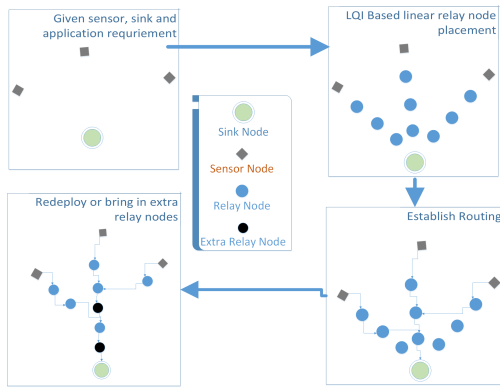 Given sensor, sink and
application requriement
LQI Based linear relay node
placement
Sink Node
Sensor Node
Relay Node
Extra Relay Node
Redeploy or bring in extra
relay nodes
Establish Routing